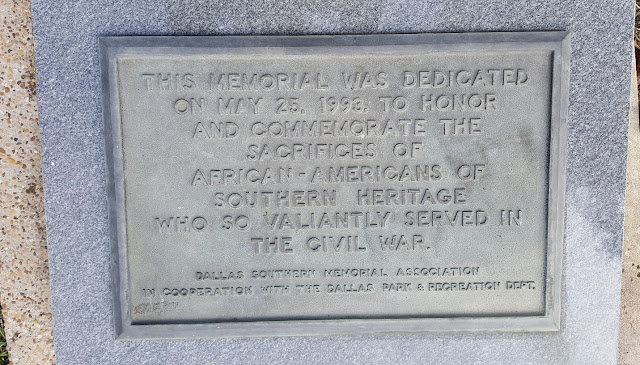 THIS MEMORIAL WAS DEDICATED
ON MAY 25, 1993, TO HONOR
AND COMMEMORATE THE
SACRIFICES OF
AFRICAN-AMERICANS OF
SOUTHERN HERITAGE
WHO SO VALIANTLY SERVED IN
THE CIVIL WAR.
DALLAS SOUTHERN MEMORIAL ASSOCIATION
IN COOPERATION WITH THE DALLAS PARK & RECREATION DEPT.